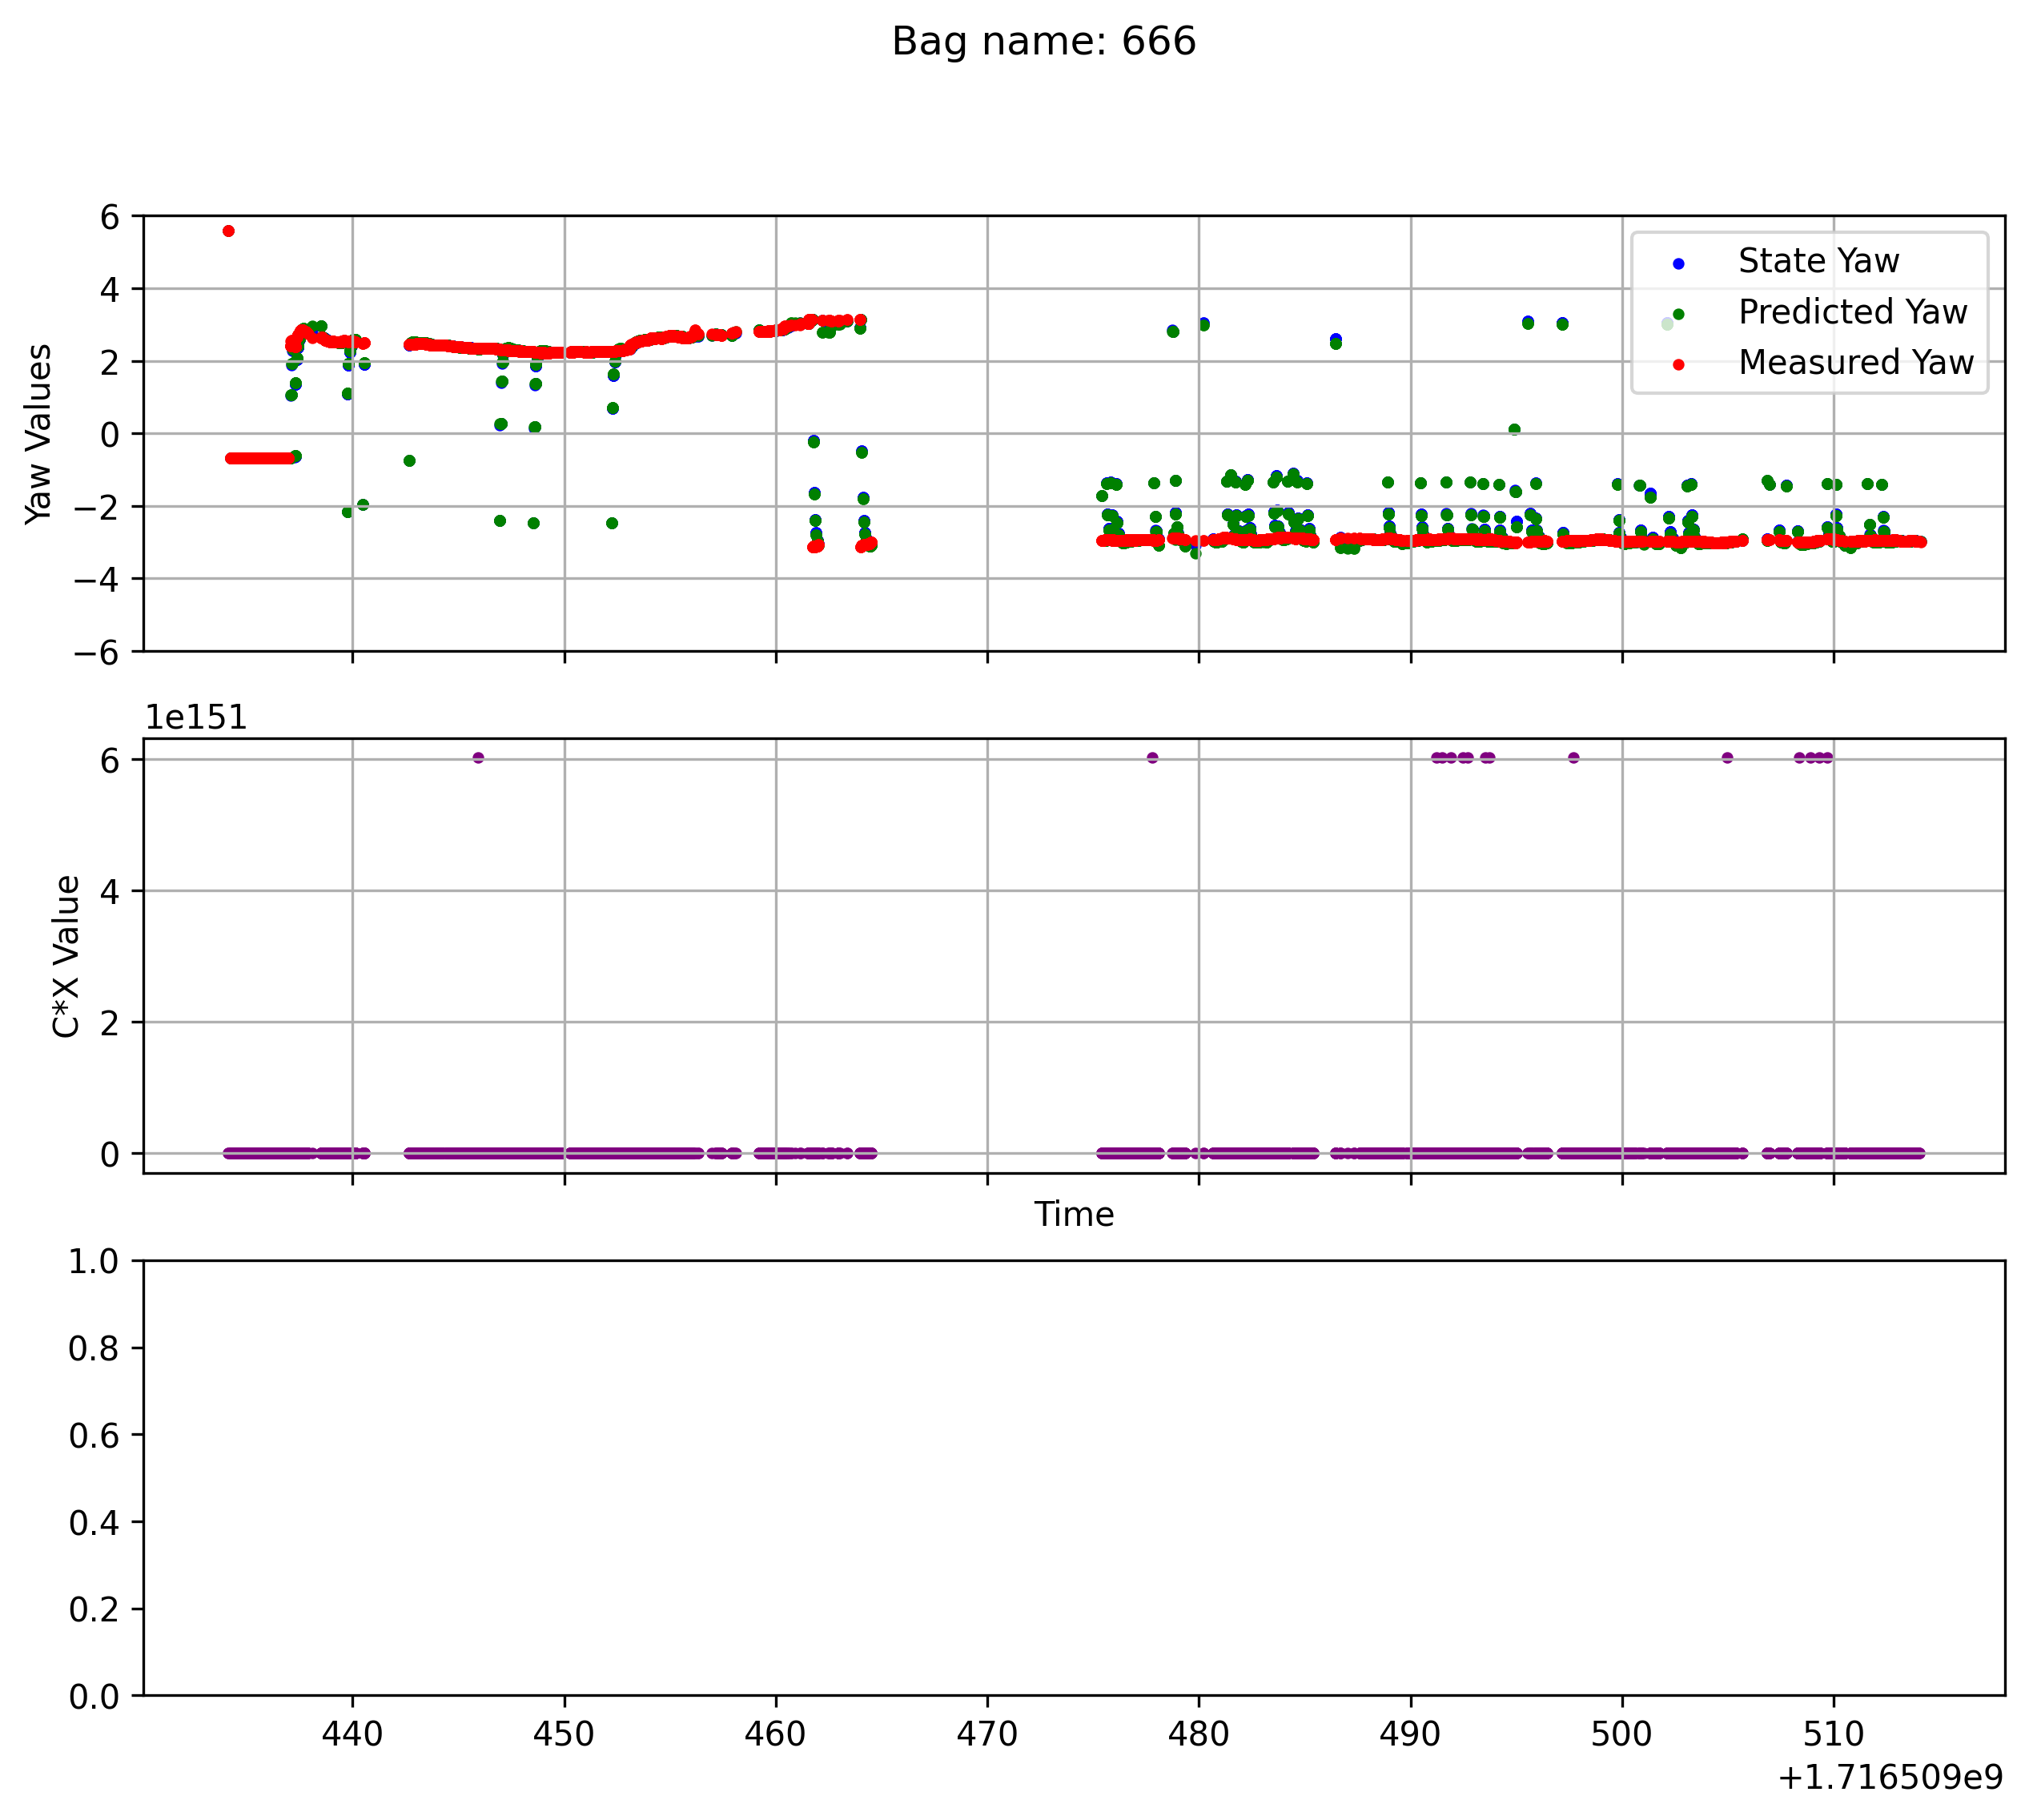 Bag name: 666
6
4
2
0
−2
−4
−6
Yaw Values
State Yaw
Predicted Yaw
Measured Yaw
1e151
6
4
2
0
C*X Value
Time
1.0
0.8
0.6
0.4
0.2
0.0
440 450 460 470 480 490 500 510
+1.716509e9